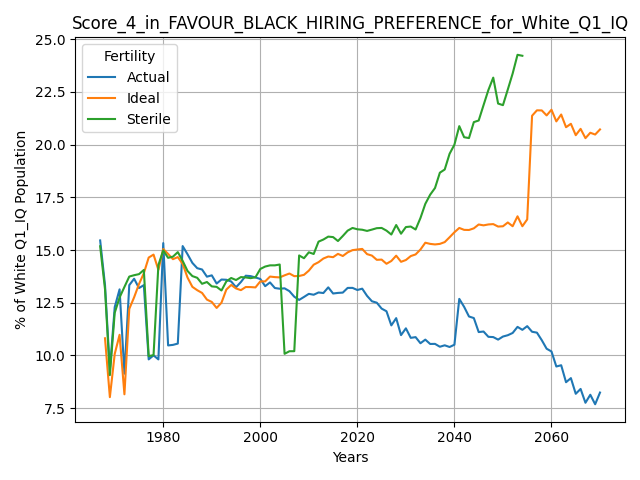 Score_4_in_FAVOUR_BLACK_HIRING_PREFERENCE_for_White_Q1_IQ
25.0
22.5
20.0
17.5
15.0
12.5
10.0
7.5
% of White Q1_IQ Population
Fertility
Actual
Ideal
Sterile
1980
2000
2020
2040
2060
Years